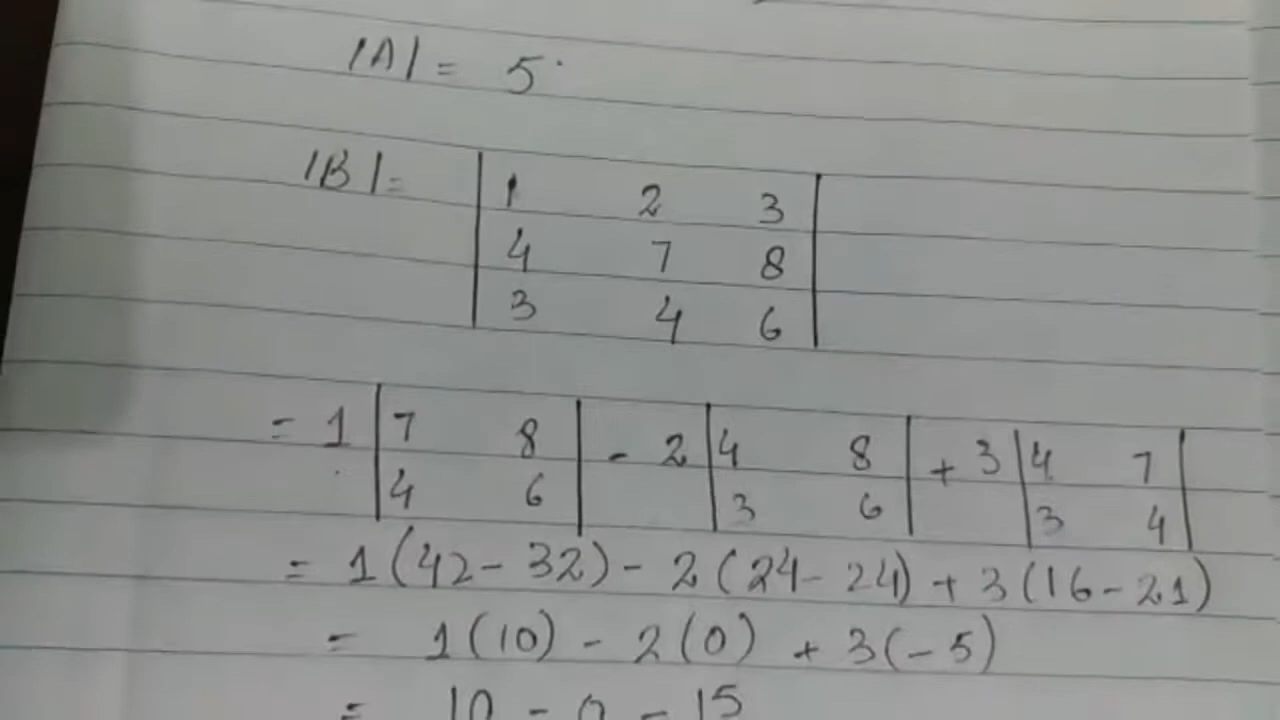 |A| = 5
|B| = | 1 2 3 |
| 4 7 8 |
| 3 4 6 |
= 1 | 7 8 | - 2 | 4 8 | + 3 | 4 7 |
| 4 6 | | 3 6 | | 3 4 |
= 1 (42 - 32) - 2 (24 - 24) + 3 (16 - 21)
= 1 (10) - 2 (0) + 3 (- 5)
= 10 - 0 - 15